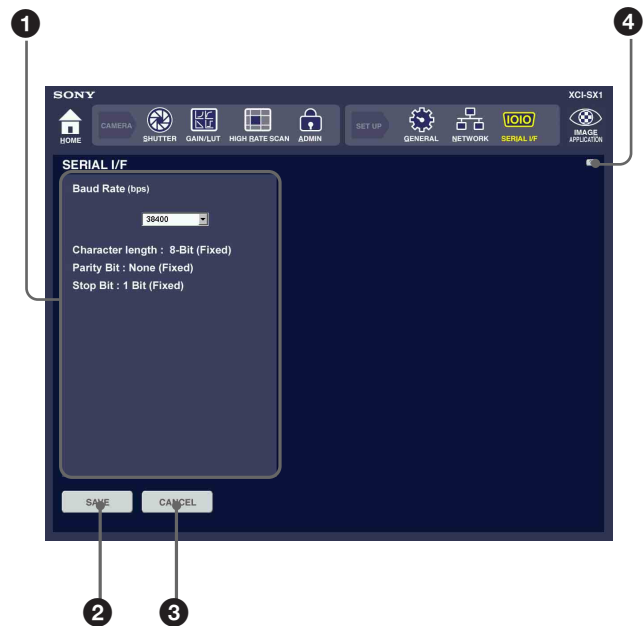 1
4
SONY
XCI-SX1
HOME
CAMERA
SHUTTER
GAIN/LUT
HIGH RATE SCAN
ADMIN
SET UP
GENERAL
NETWORK
IOIO
SERIAL I/F
IMAGE
APPLICATION
SERIAL I/F
Baud Rate (bps)
38400
Character length : 8-Bit (Fixed)
Parity Bit : None (Fixed)
Stop Bit : 1 Bit (Fixed)
SAVE
CANCEL
2
3